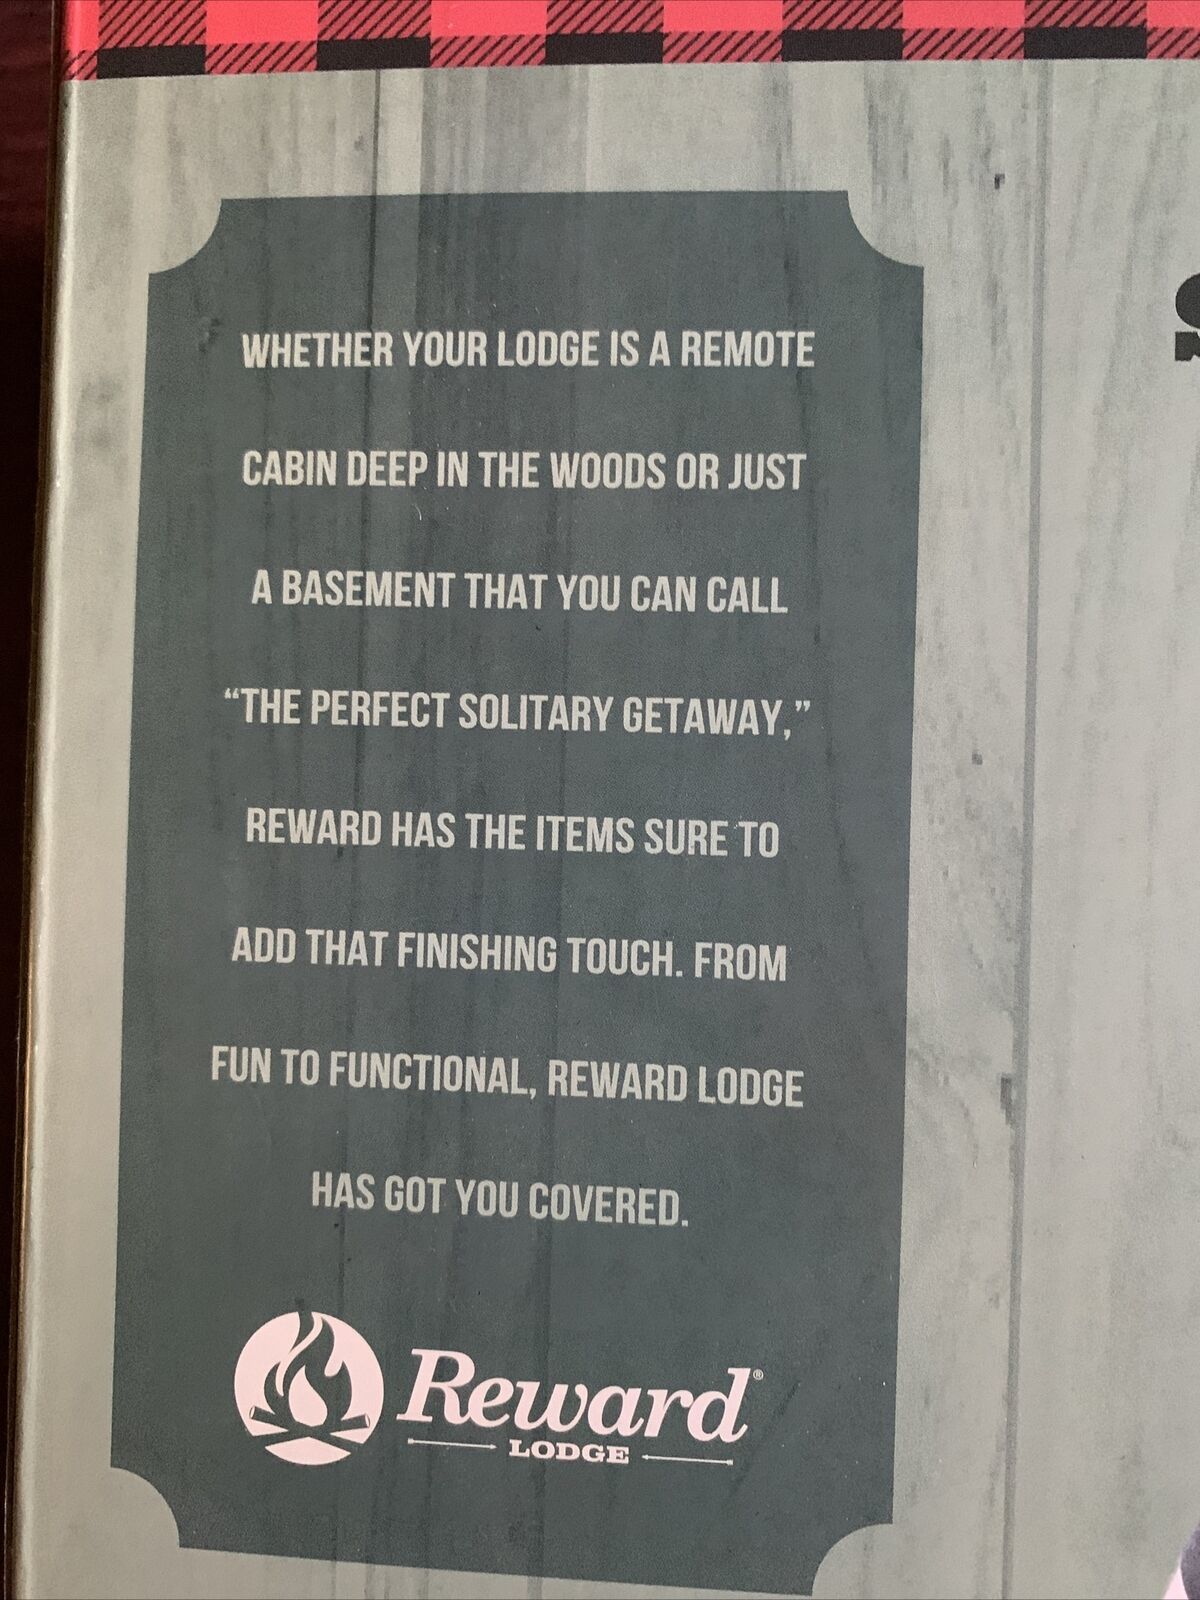 WHETHER YOUR LODGE IS A REMOTE
CABIN DEEP IN THE WOODS OR JUST
A BASEMENT THAT YOU CAN CALL
“THE PERFECT SOLITARY GETAWAY,”
REWARD HAS THE ITEMS SURE TO
ADD THAT FINISHING TOUCH. FROM
FUN TO FUNCTIONAL, REWARD LODGE
HAS GOT YOU COVERED.
Reward®
LODGE